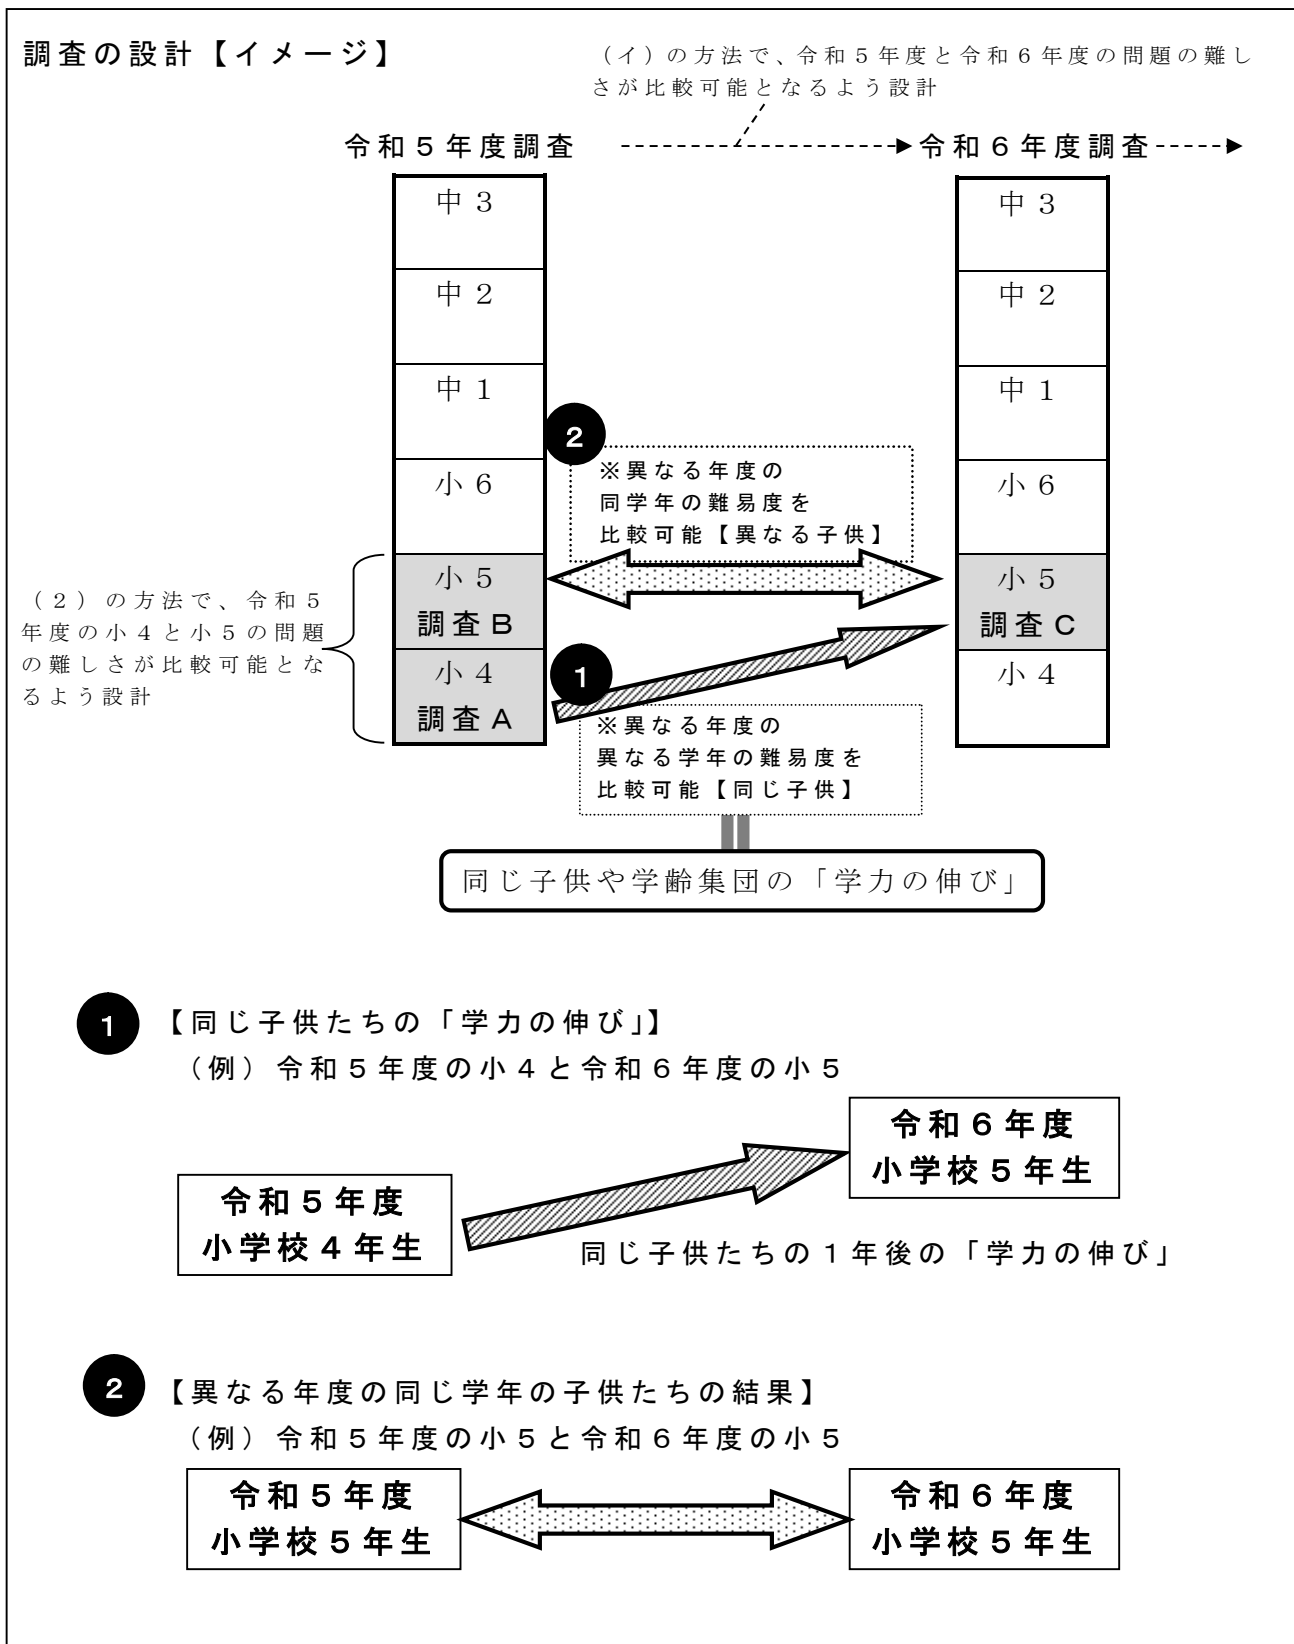 調査の設計【イメージ】
（イ）の方法で、令和５年度と令和６年度の問題の難し
さが比較可能となるよう設計
令和５年度調査
令和６年度調査
中３
中２
中１
小６
小５
調査Ｂ
小４
調査Ａ
（２）の方法で、令和５
年度の小４と小５の問題
の難しさが比較可能とな
るよう設計
２
※異なる年度の
同学年の難易度を
比較可能【異なる子供】
１
※異なる年度の
異なる学年の難易度を
比較可能【同じ子供】
中３
中２
中１
小６
小５
調査Ｃ
小４
同じ子供や学齢集団の「学力の伸び」
１
【同じ子供たちの「学力の伸び」】
（例）令和５年度の小４と令和６年度の小５
令和５年度
小学校４年生
令和６年度
小学校５年生
同じ子供たちの１年後の「学力の伸び」
２
【異なる年度の同じ学年の子供たちの結果】
（例）令和５年度の小５と令和６年度の小５
令和５年度
小学校５年生
令和６年度
小学校５年生